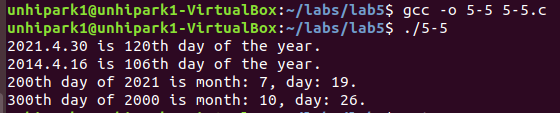 unhipark1@unhipark1-VirtualBox:~/labs/lab5$ gcc -o 5-5 5-5.c
unhipark1@unhipark1-VirtualBox:~/labs/lab5$ ./5-5
2021.4.30 is 120th day of the year.
2014.4.16 is 106th day of the year.
200th day of 2021 is month: 7, day: 19.
300th day of 2000 is month: 10, day: 26.